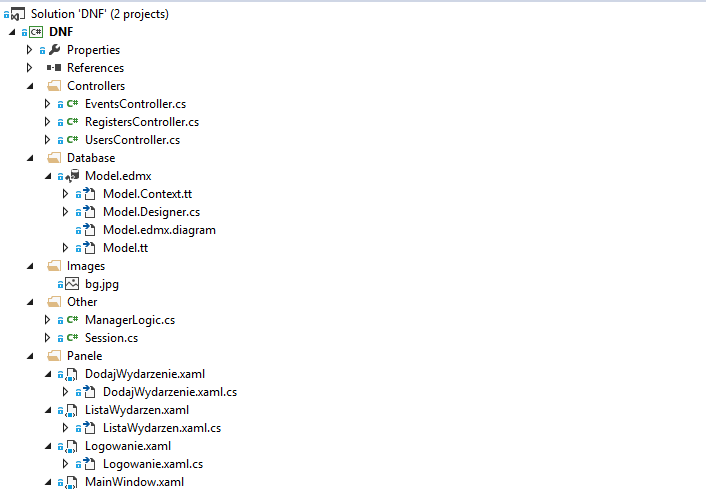 Solution 'DNF' (2 projects)
C# DNF
Properties
References
Controllers
C# EventsController.cs
C# RegistersController.cs
C# UsersController.cs
Database
Model.edmx
Model.Context.tt
Model.Designer.cs
Model.edmx.diagram
Model.tt
Images
bg.jpg
Other
C# ManagerLogic.cs
C# Session.cs
Panele
DodajWydarzenie.xaml
DodajWydarzenie.xaml.cs
ListaWydarzen.xaml
ListaWydarzen.xaml.cs
Logowanie.xaml
Logowanie.xaml.cs
MainWindow.xaml